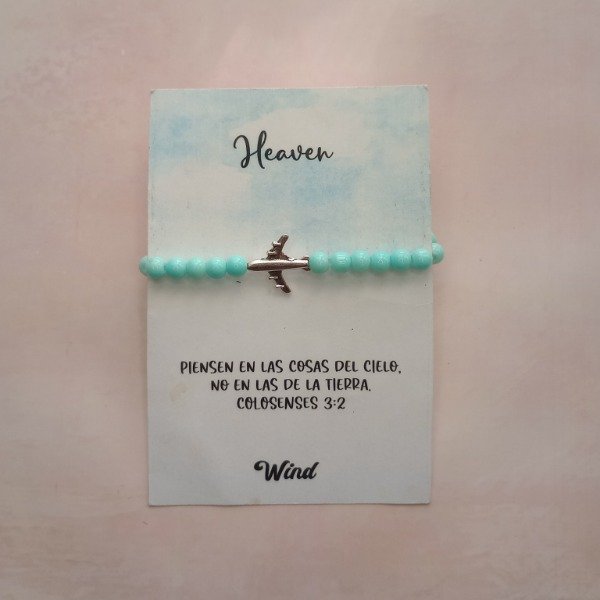 Heaven
PIENSEN EN LAS COSAS DEL CIELO,
NO EN LAS DE LA TIERRA.
COLOSENSES 3:2
Wind